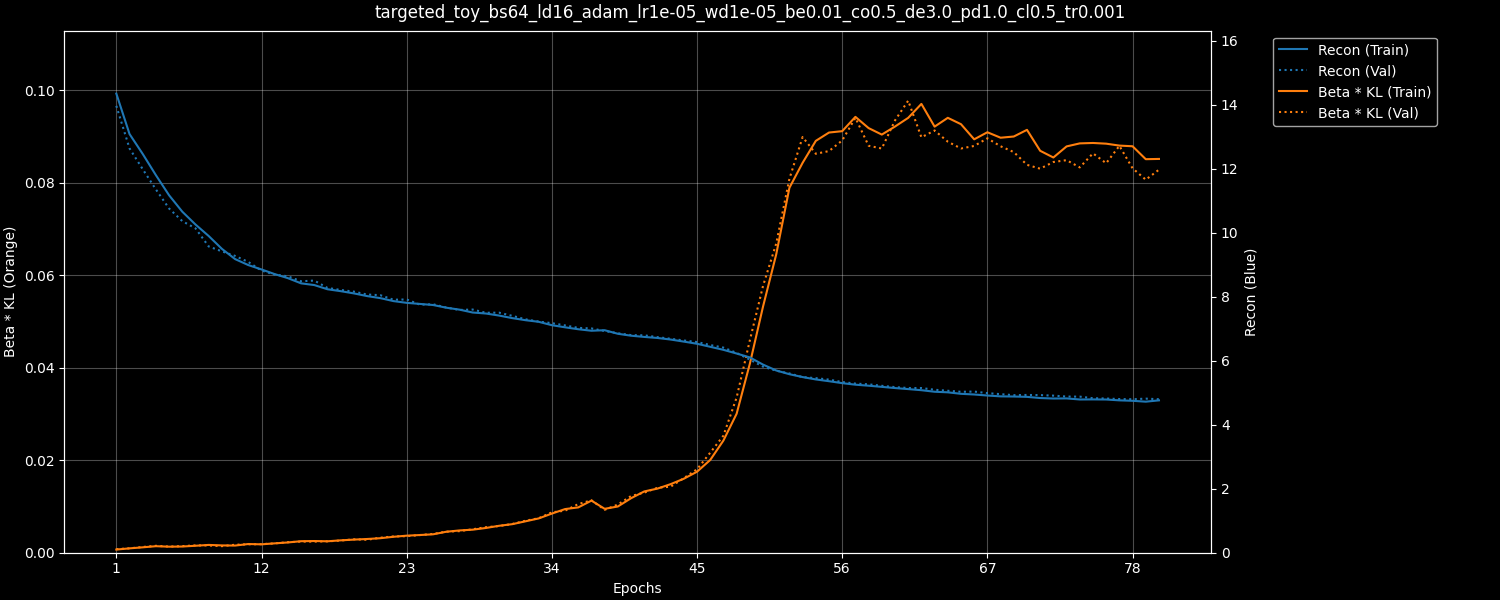 targeted_toy_bs64_ld16_adam_lr1e-05_wd1e-05_be0.01_co0.5_de3.0_pd1.0_cl0.5_tr0.001
Recon (Train)
Recon (Val)
Beta * KL (Train)
Beta * KL (Val)
Beta * KL (Orange)
0.10
0.08
0.06
0.04
0.02
0.00
16
14
12
10
8
6
4
2
0
Recon (Blue)
1 12 23 34 45 56 67 78
Epochs